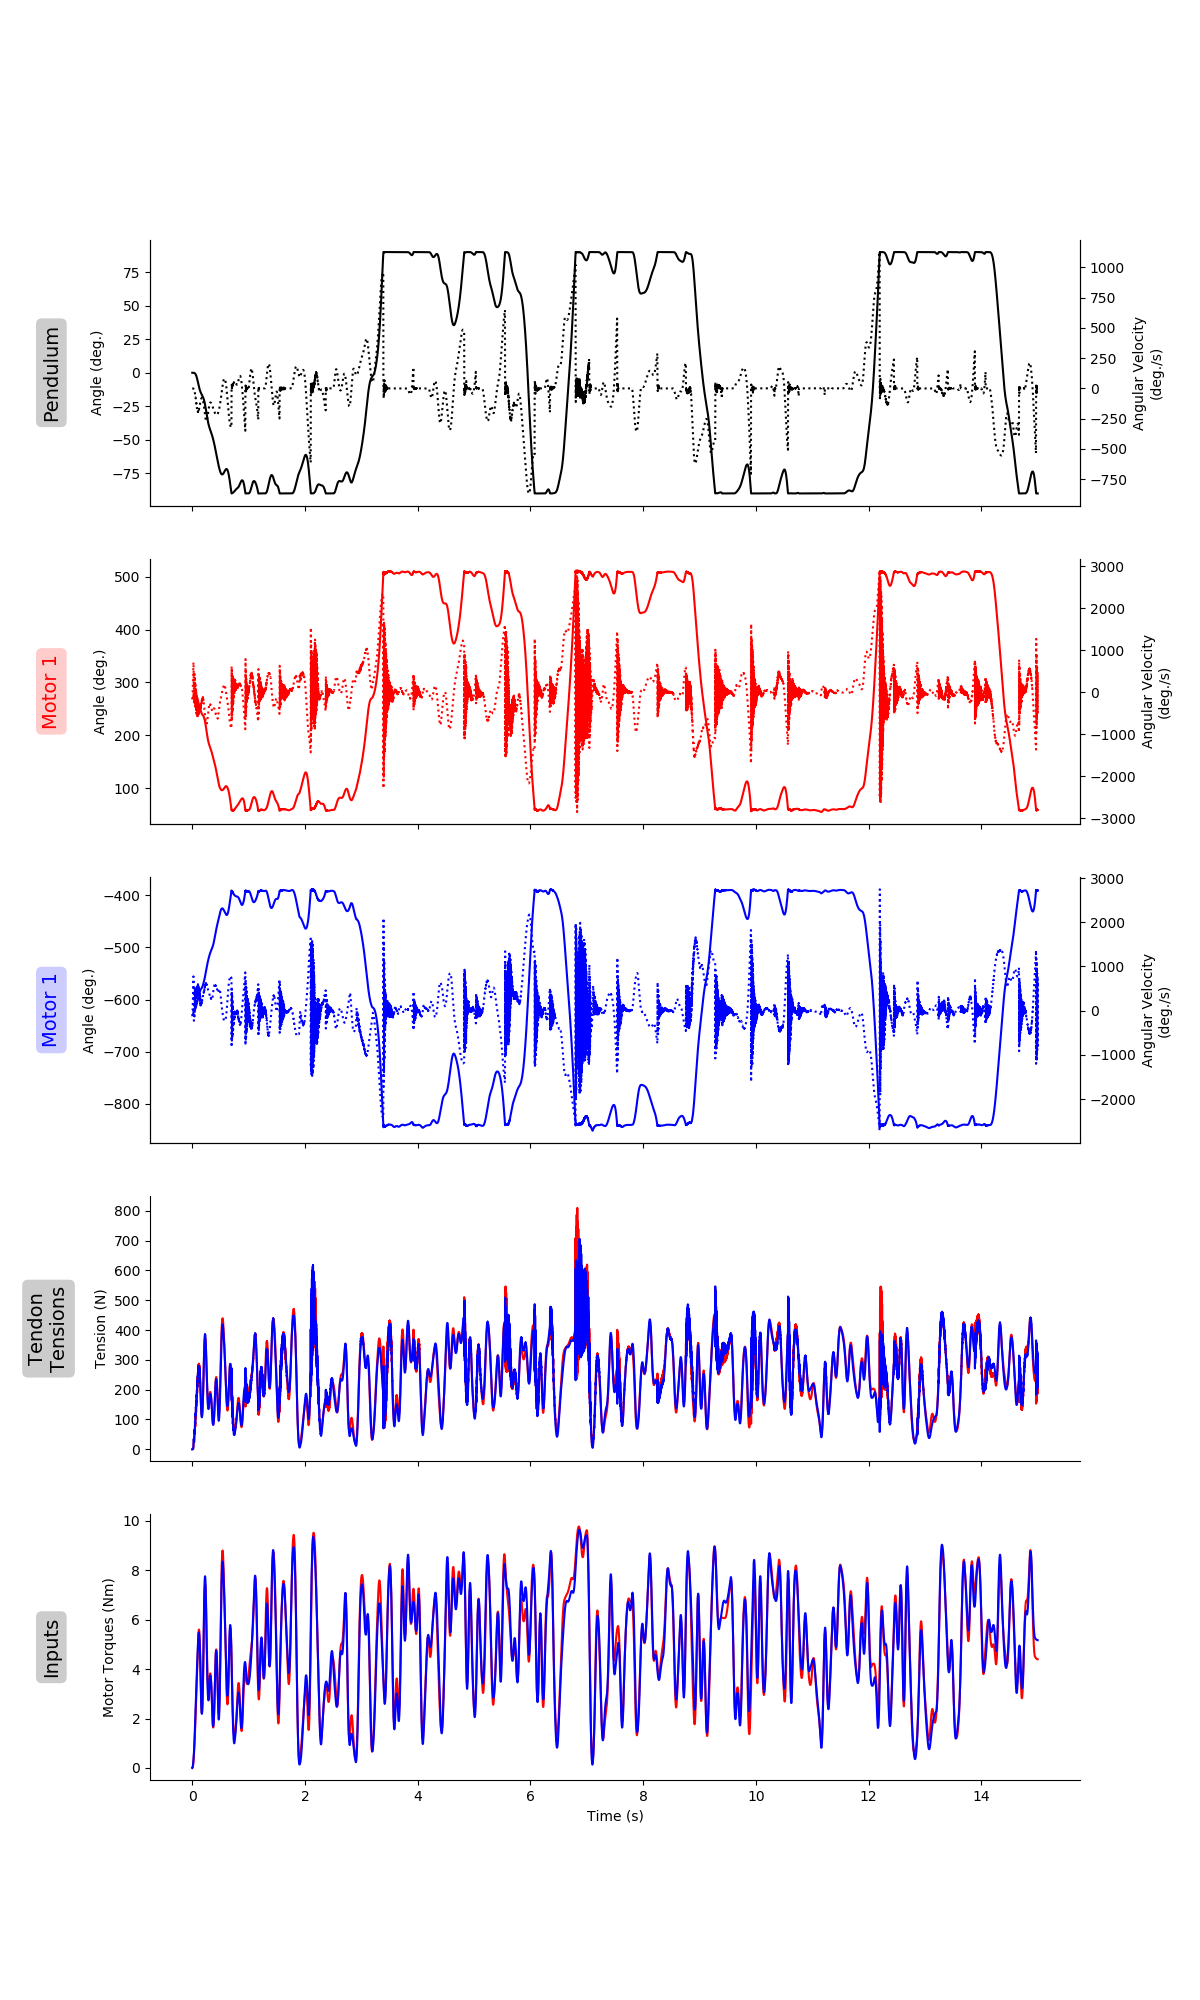 Pendulum
Angle (deg.)
75
50
25
0
−25
−50
−75
1000
750
500
250
0
−250
−500
−750
Angular Velocity
(deg./s)
Motor 1
Angle (deg.)
500
400
300
200
100
3000
2000
1000
0
−1000
−2000
−3000
Angular Velocity
(deg./s)
Motor 1
Angle (deg.)
−400
−500
−600
−700
−800
3000
2000
1000
0
−1000
−2000
Angular Velocity
(deg./s)
Tendon
Tensions
Tension (N)
800
700
600
500
400
300
200
100
0
Inputs
Motor Torques (Nm)
10
8
6
4
2
0
0 2 4 6 8 10 12 14
Time (s)